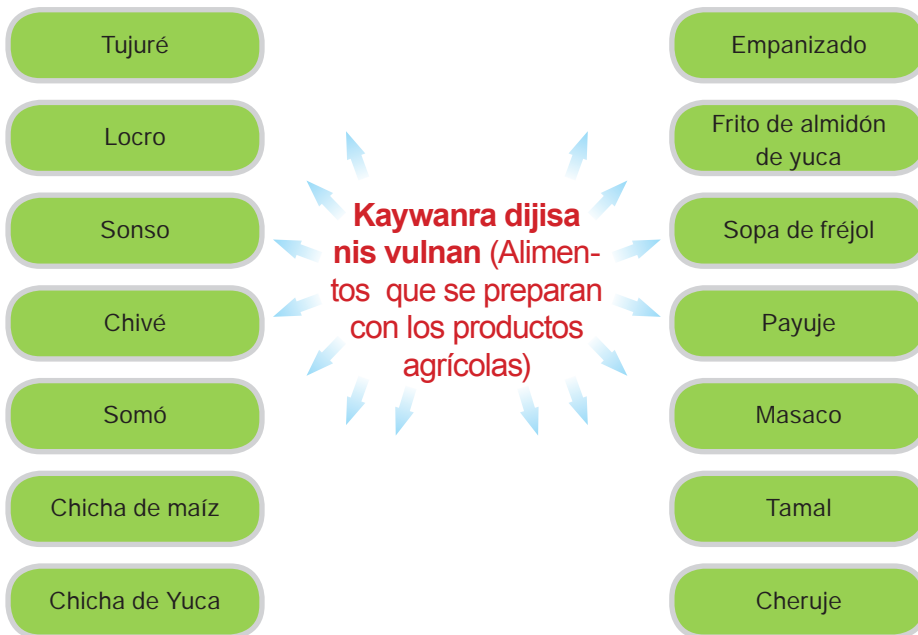 Tujuré
Locro
Sonso
Chivé
Somó
Chicha de maíz
Chicha de Yuca
Kaywanra dijisa
nis vulnan (Alimen-
tos que se preparan
con los productos
agrícolas)
Empanizado
Frito de almidón
de yuca
Sopa de fréjol
Payuje
Masaco
Tamal
Cheruje